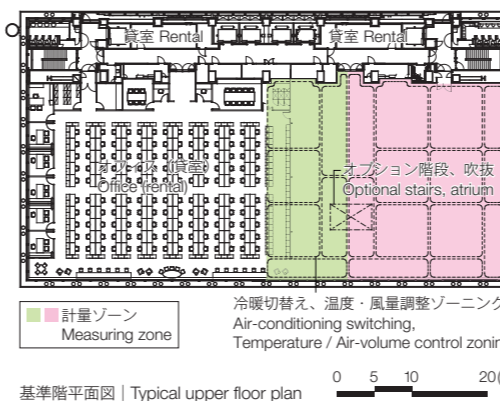 貸室 Rental
貸室 Rental
オフィス（貸室）
Office (rental)
オプション階段、吹抜
Optional stairs, atrium
計量ゾーン
Measuring zone
冷暖切替え、温度・風量調整ゾーニング
Air-conditioning switching,
Temperature / Air-volume control zonin
基準階平面図｜Typical upper floor plan
0 5 10 20(